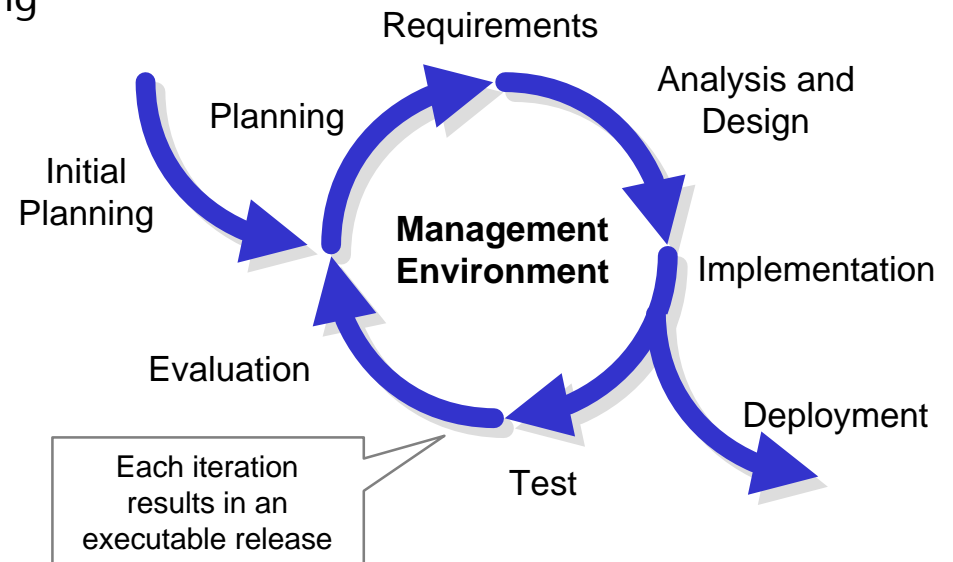 Requirements
Analysis and
Design
Planning
Initial
Planning
Management
Environment
Implementation
Evaluation
Deployment
Each iteration
results in an
executable release
Test